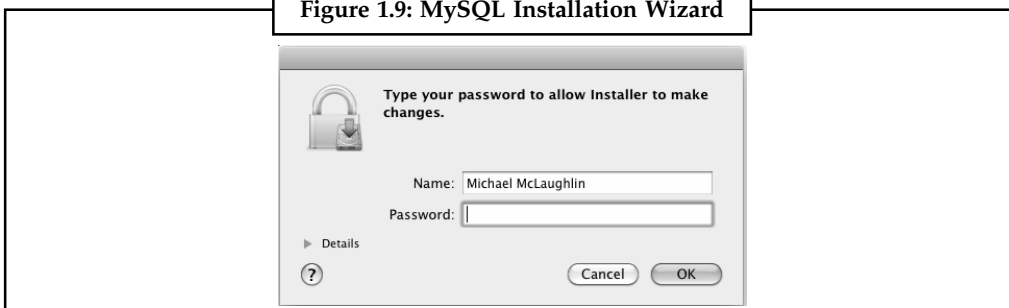 Figure 1.9: MySQL Installation Wizard
Type your password to allow Installer to make
changes.
Name: Michael McLaughlin
Password:
Details
?
Cancel OK